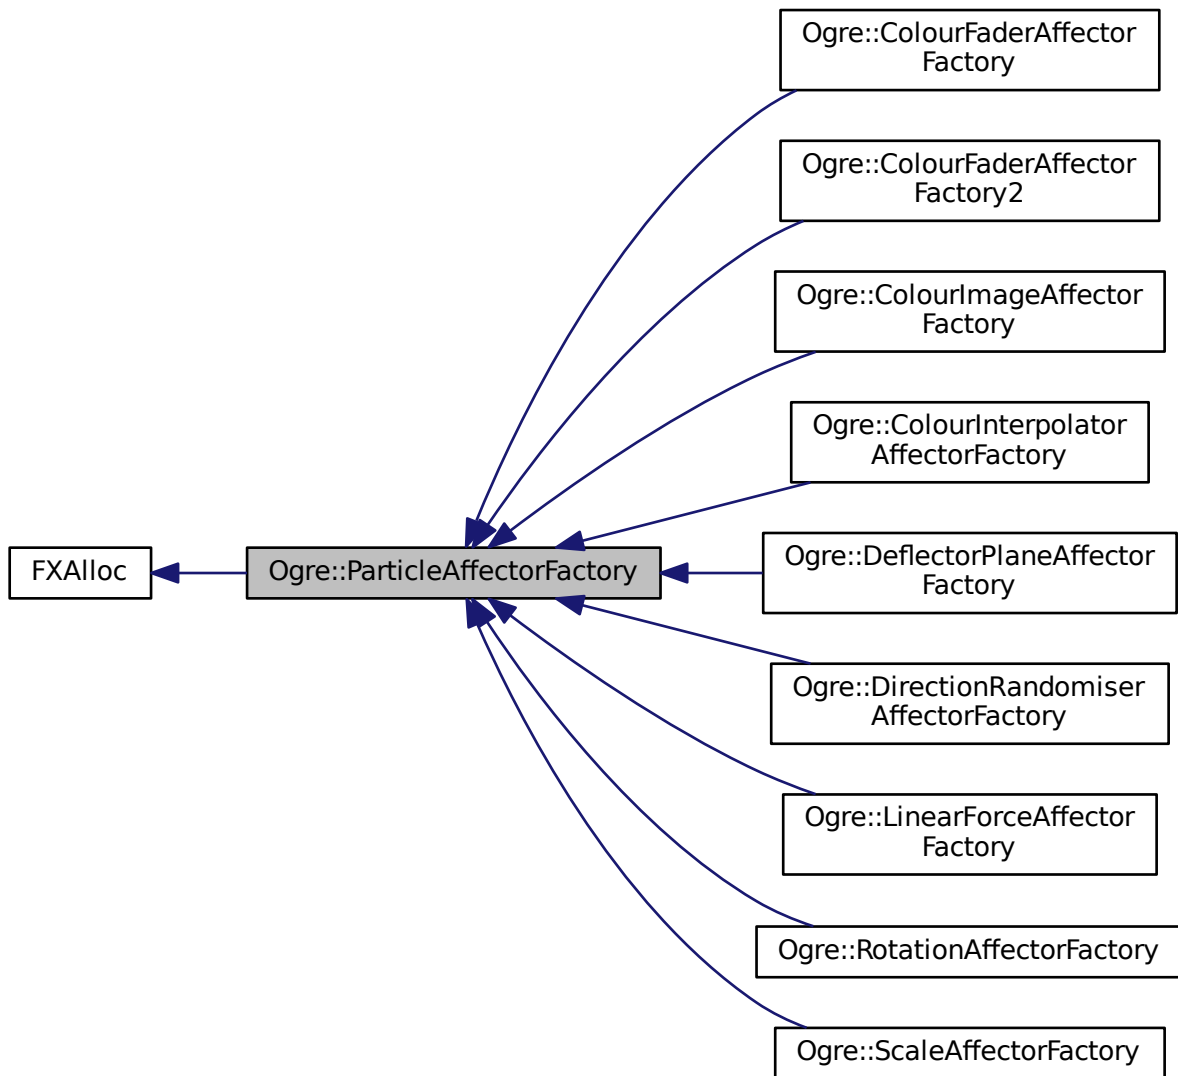 Ogre::ColourFaderAffector
Factory
Ogre::ColourFaderAffector
Factory2
Ogre::ColourImageAffector
Factory
Ogre::ColourInterpolator
AffectorFactory
FXAlloc
Ogre::ParticleAffectorFactory
Ogre::DeflectorPlaneAffector
Factory
Ogre::DirectionRandomiser
AffectorFactory
Ogre::LinearForceAffector
Factory
Ogre::RotationAffectorFactory
Ogre::ScaleAffectorFactory